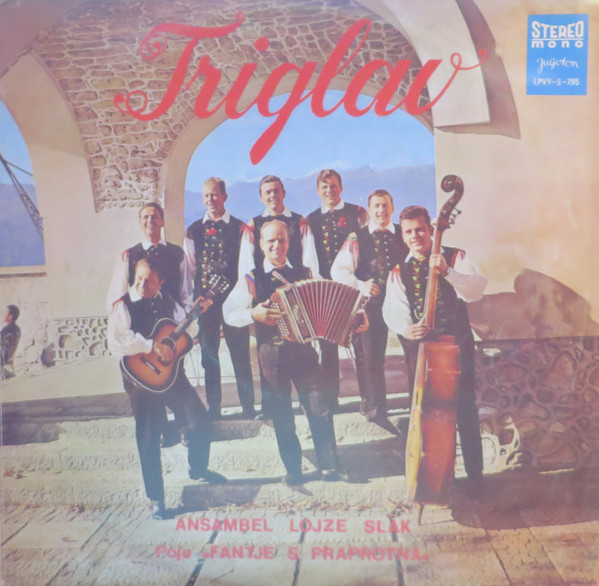 »Triglav«
STEREO
mono
Jugoton
LPVY-S-795
ANSAMBEL LOJZE SLAK
Poje »FANTJE S PRAPROTNA«